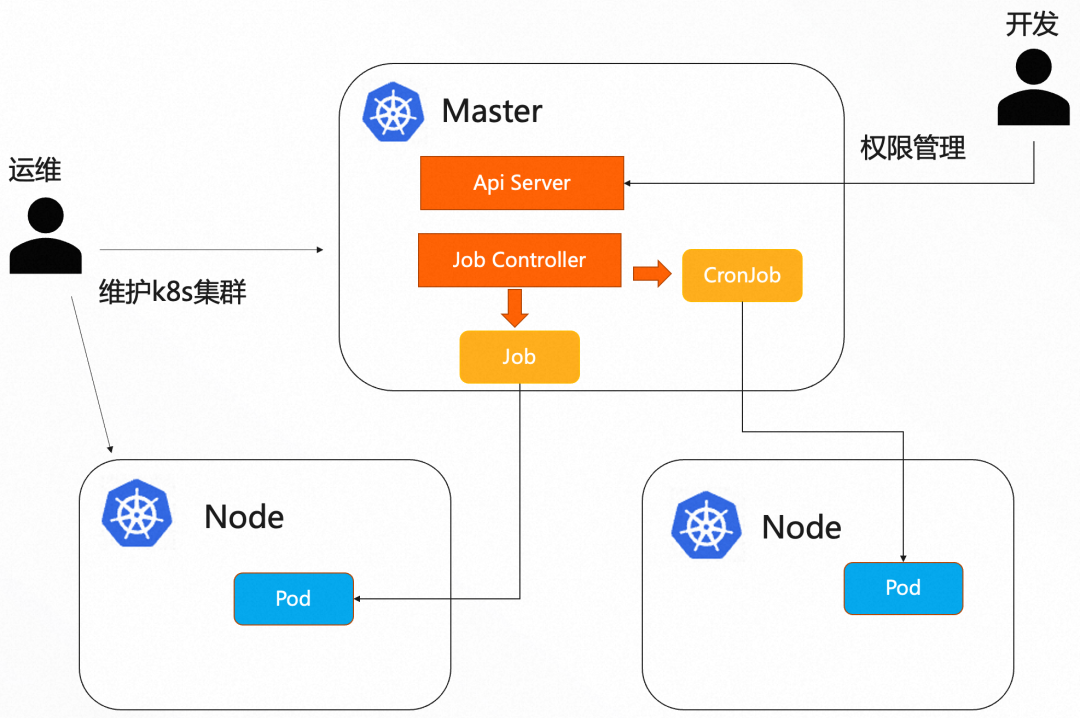 开发
Master
权限管理
运维
Api Server
Job Controller
CronJob
维护k8s集群
Job
Node
Node
Pod
Pod